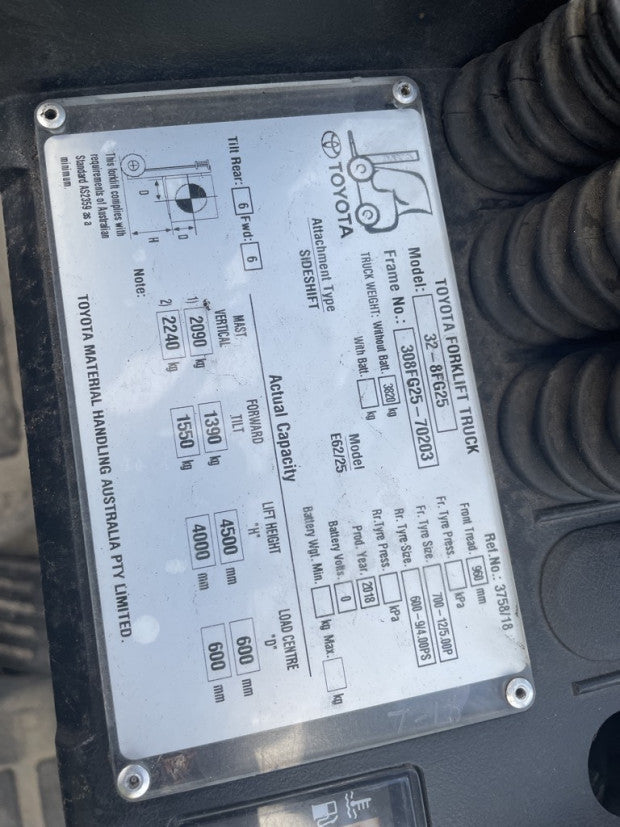 TOYOTA FORKLIFT TRUCK
Ref.No.: 3758/18
TOYOTA
Model: 32-8FG25
Frame No.: 308FG25-70203
TRUCK WEIGHT: Without Batt. 3820 kg
With Batt. kg
Front Tread. 960 mm
Fr. Tyre Press. kPa
Fr. Tyre Size. 700-12/5.00P
Rr. Tyre Size. 600-9/4.00PS
Rr.Tyre Press. kPa
Prod. Year. 2018
Battery Volts. 0
Battery Wgt. Min. kg Max. kg
Attachment Type
SIDESHIFT
Model
E62/25
Tilt Rear: 6 Fwd: 6
Actual Capacity
MAST VERTICAL
FORWARD TILT
LIFT HEIGHT "H"
LOAD CENTRE "D"
1) 2090 kg 1390 kg 4500 mm 600 mm
2) 2240 kg 1550 kg 4000 mm 600 mm
D
D
H
This forklift complies with
requirements of Australian
Standard AS2359 as a
minimum.
Note:
TOYOTA MATERIAL HANDLING AUSTRALIA PTY LIMITED.